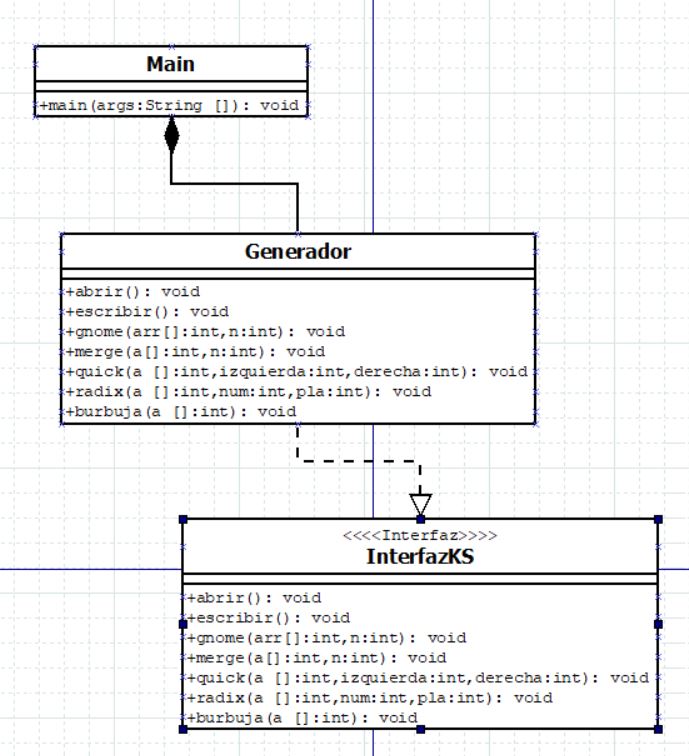 Main
+main(args:String []): void
Generador
+abrir(): void
+escribir(): void
+gnome(arr[]:int,n:int): void
+merge(a[]:int,n:int): void
+quick(a []:int,izquierda:int,derecha:int): void
+radix(a []:int,num:int,pla:int): void
+burbuja(a []:int): void
<<<<Interfaz>>>>
InterfazKS
+abrir(): void
+escribir(): void
+gnome(arr[]:int,n:int): void
+merge(a[]:int,n:int): void
+quick(a []:int,izquierda:int,derecha:int): void
+radix(a []:int,num:int,pla:int): void
+burbuja(a []:int): void